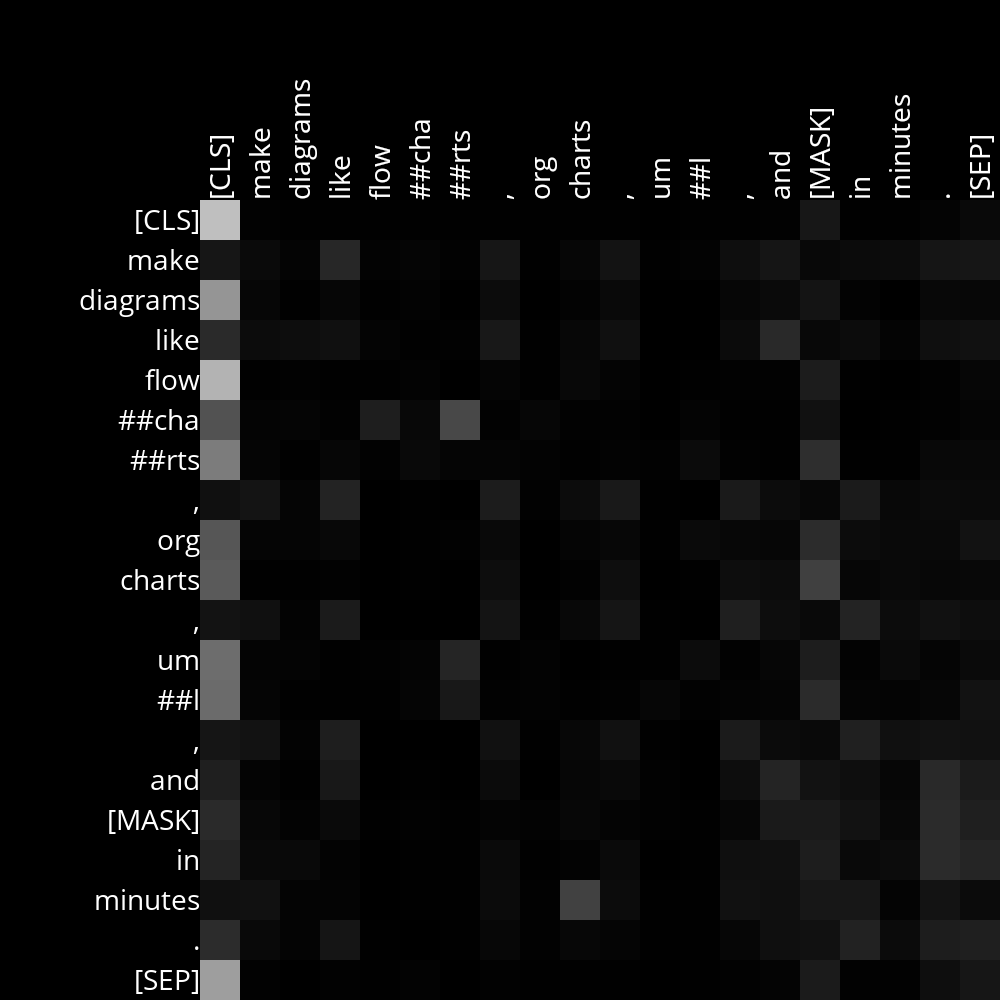 [CLS] make diagrams like flow ##cha ##rts , org charts , um ##l , and [MASK] in minutes . [SEP]
[CLS]
make
diagrams
like
flow
##cha
##rts
,
org
charts
,
um
##l
,
and
[MASK]
in
minutes
.
[SEP]